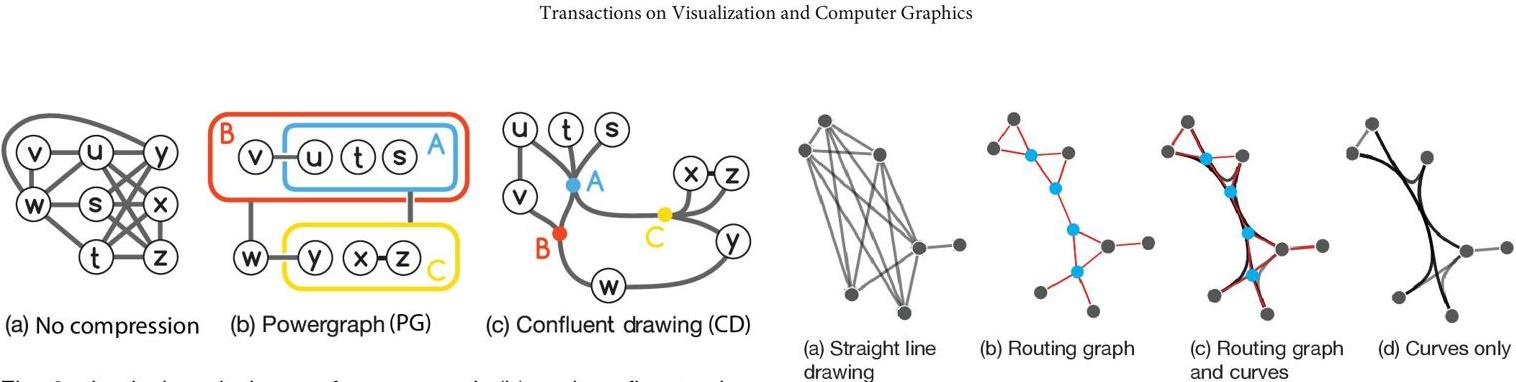 Transactions on Visualization and Computer Graphics
v u y
w s x
t z
(a) No compression
B
v u t s A
w y x z C
(b) Powergraph (PG)
u t s
A
x z
v
C
B
y
w
(c) Confluent drawing (CD)
(a) Straight line
drawing
(b) Routing graph
(c) Routing graph
and curves
(d) Curves only